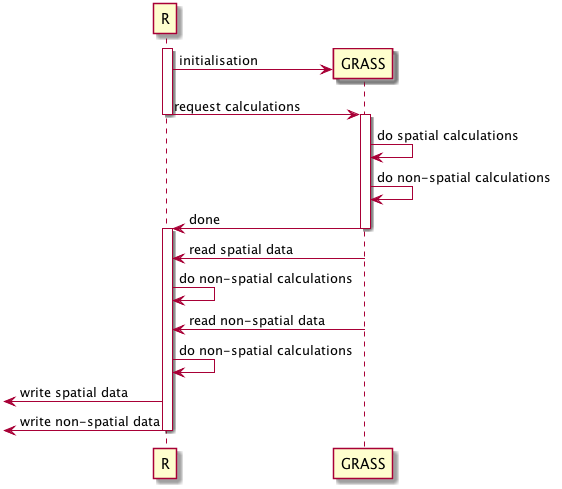 R
initialisation
GRASS
request calculations
do spatial calculations
do non-spatial calculations
done
read spatial data
do non-spatial calculations
read non-spatial data
do non-spatial calculations
write spatial data
write non-spatial data
R
GRASS